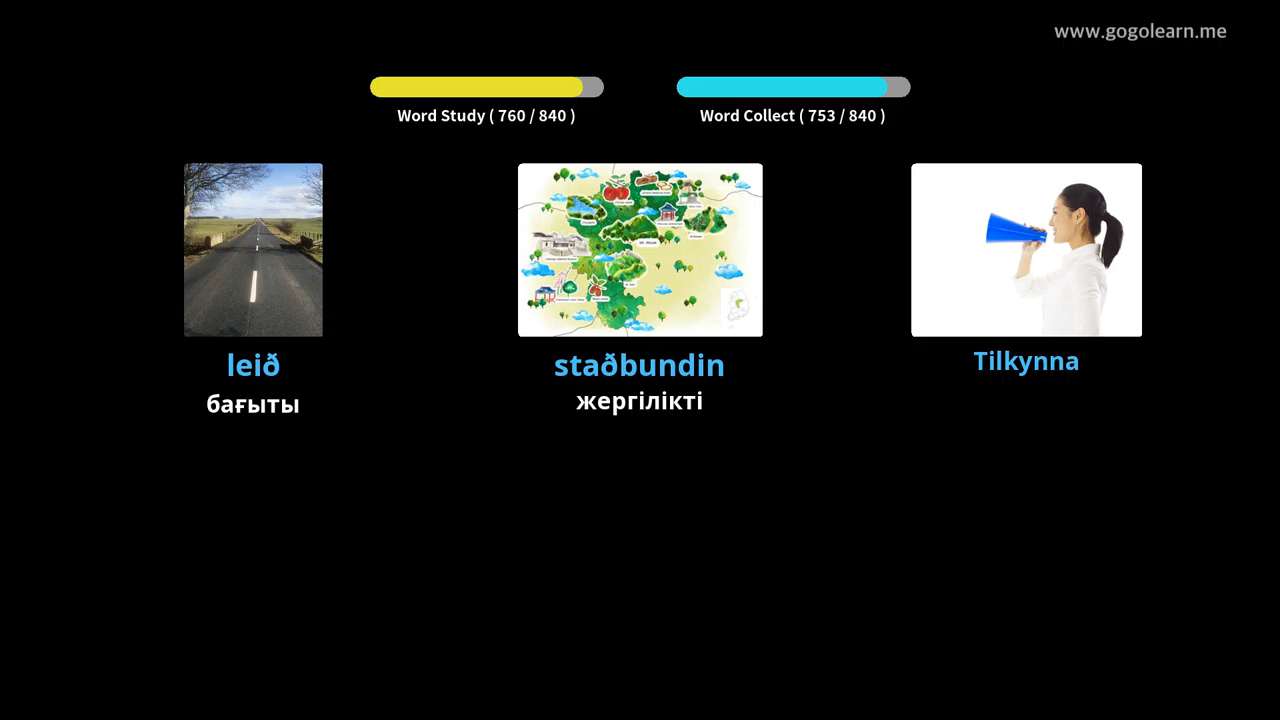 www.gogolearn.me
Word Study ( 760 / 840 )
Word Collect ( 753 / 840 )
leið
staðbundin
Tilkynna
бағыты
жергілікті